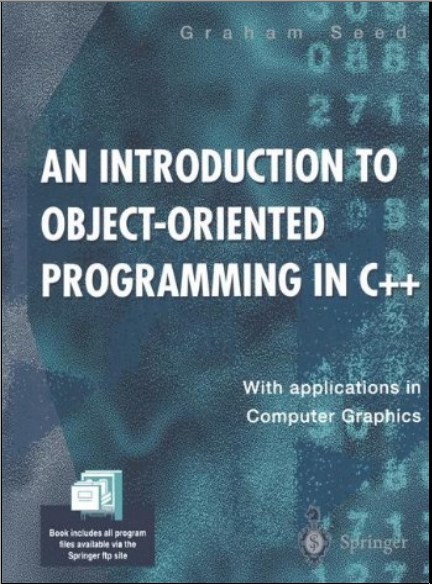 Graham Seed
AN INTRODUCTION TO
OBJECT-ORIENTED
PROGRAMMING IN C++
With applications in
Computer Graphics
Book includes all program
files available via the
Springer ftp site
Springer